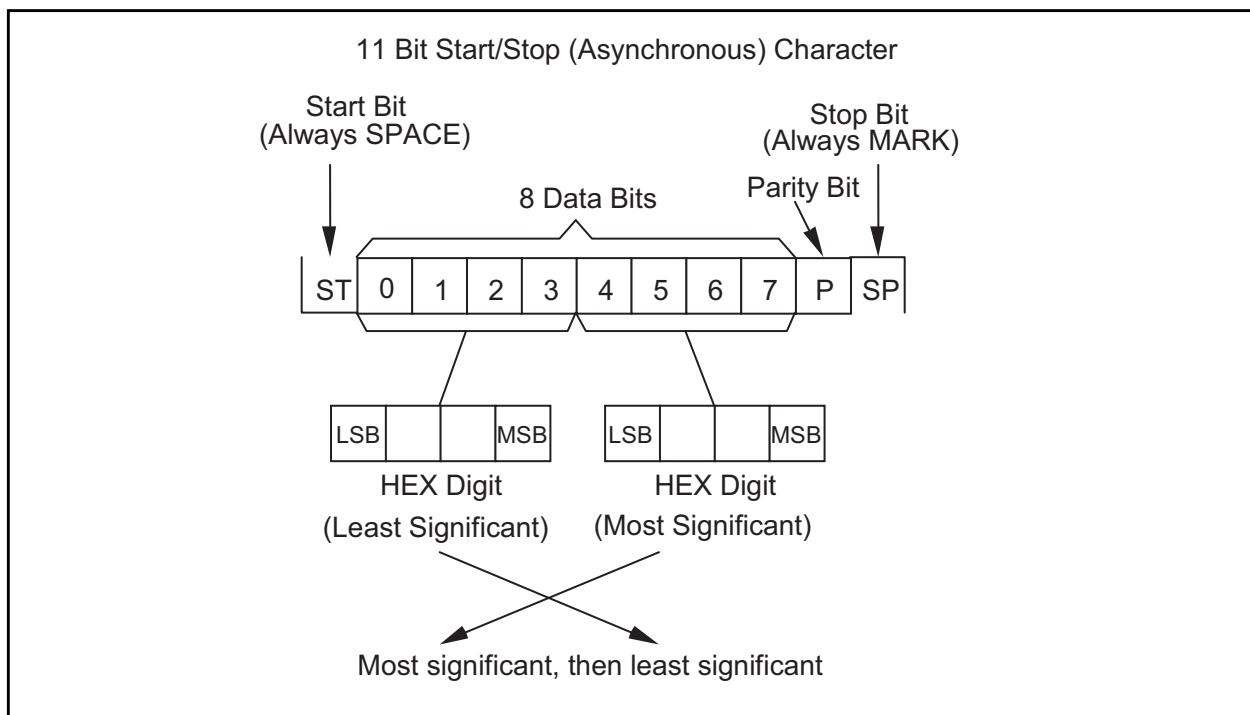 11 Bit Start/Stop (Asynchronous) Character
Start Bit
(Always SPACE)
Stop Bit
(Always MARK)
Parity Bit
8 Data Bits
ST 0 1 2 3 4 5 6 7 P SP
LSB MSB LSB MSB
HEX Digit HEX Digit
(Least Significant) (Most Significant)
Most significant, then least significant